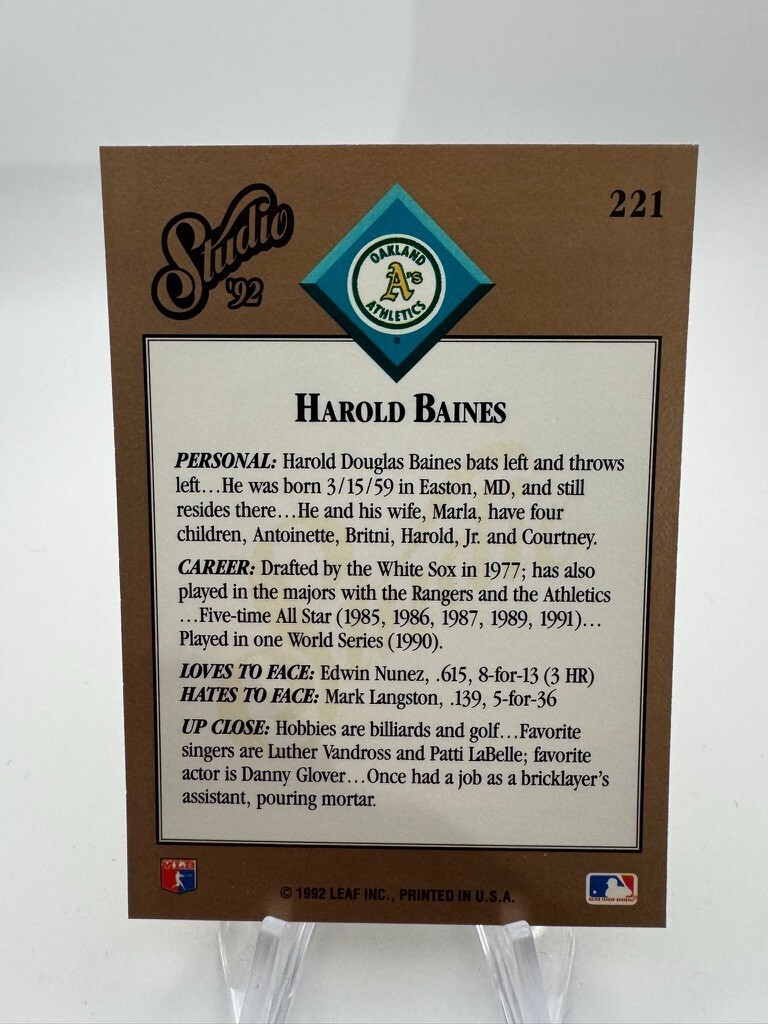 Studio
'92
221
OAKLAND
A's
ATHLETICS
®
HAROLD BAINES
PERSONAL: Harold Douglas Baines bats left and throws
left...He was born 3/15/59 in Easton, MD, and still
resides there...He and his wife, Marla, have four
children, Antoinette, Britni, Harold, Jr. and Courtney.
CAREER: Drafted by the White Sox in 1977; has also
played in the majors with the Rangers and the Athletics
...Five-time All Star (1985, 1986, 1987, 1989, 1991)...
Played in one World Series (1990).
LOVES TO FACE: Edwin Nunez, .615, 8-for-13 (3 HR)
HATES TO FACE: Mark Langston, .139, 5-for-36
UP CLOSE: Hobbies are billiards and golf...Favorite
singers are Luther Vandross and Patti LaBelle; favorite
actor is Danny Glover...Once had a job as a bricklayer's
assistant, pouring mortar.
MLB
© 1992 LEAF INC., PRINTED IN U.S.A.
MAJOR LEAGUE BASEBALL